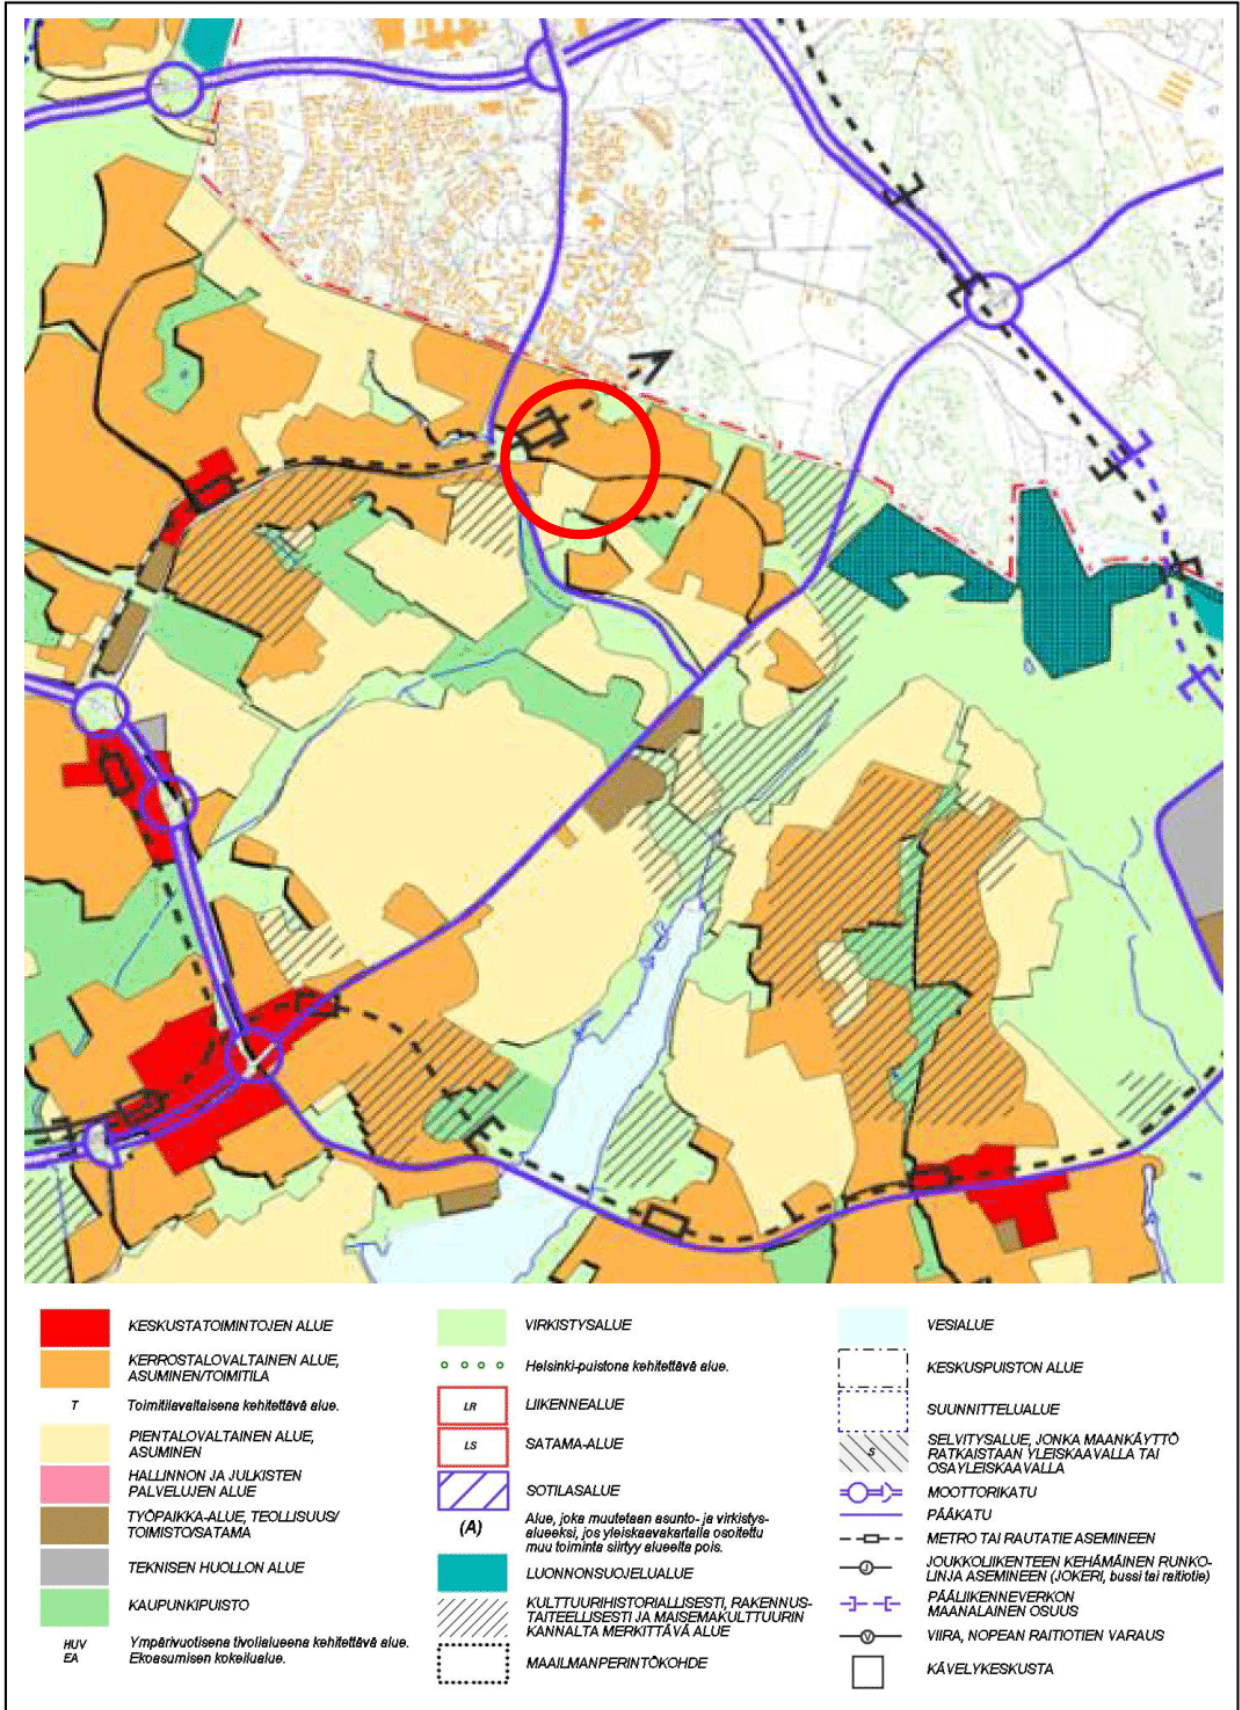 KESKUSTATOIMINTOJEN ALUE
KERROSTALOVALTAINEN ALUE,
ASUMINEN/TOIMITILA
T Toimitilavaltaisena kehitettävä alue.
PIENTALOVALTAINEN ALUE,
ASUMINEN
HALLINNON JA JULKISTEN
PALVELUJEN ALUE
TYÖPAIKKA-ALUE, TEOLLISUUS/
TOIMISTO/SATAMA
TEKNISEN HUOLLON ALUE
KAUPUNKIPUISTO
HUV Ympärivuotisena tivolialueena kehitettävä alue.
EA Ekoasumisen kokeilualue.
VIRKISTYSALUE
Helsinki-puistona kehitettävä alue.
LR LIIKENNEALUE
LS SATAMA-ALUE
SOTILASALUE
(A) Alue, joka muutetaan asunto- ja virkistys-
alueeksi, jos yleiskaavakartalla osoitettu
muu toiminta siirtyy alueelta pois.
LUONNONSUOJELUALUE
KULTTUURIHISTORIALLISESTI, RAKENNUS-
TAITEELLISESTI JA MAISEMAKULTTUURIN
KANNALTA MERKITTÄVÄ ALUE
MAAILMANPERINTÖKOHDE
VESIALUE
KESKUSPUISTON ALUE
SUUNNITTELUALUE
S SELVITYSALUE, JONKA MAANKÄYTTÖ
RATKAISTAAN YLEISKAAVALLA TAI
OSAYLEISKAAVALLA
MOOTTORIKATU
PÄÄKATU
METRO TAI RAUTATIE ASEMINEEN
J JOUKKOLIIKENTEEN KEHÄMÄINEN RUNKO-
LINJA ASEMINEEN (JOKERI, bussi tai raitiotie)
PÄÄLIIKENNEVERKON
MAANALAINEN OSUUS
V VIIRA, NOPEAN RAITIOTIEN VARAUS
KÄVELYKESKUSTA